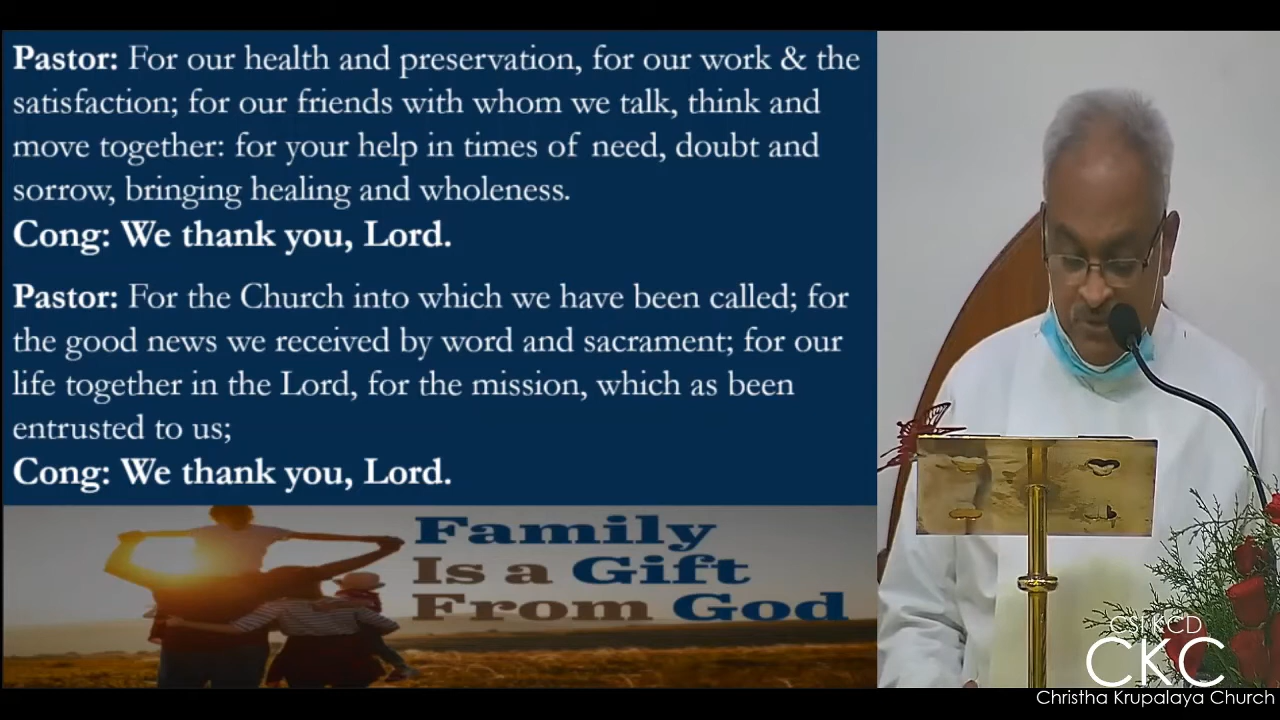 Pastor: For our health and preservation, for our work & the
satisfaction; for our friends with whom we talk, think and
move together: for your help in times of need, doubt and
sorrow, bringing healing and wholeness.
Cong: We thank you, Lord.
Pastor: For the Church into which we have been called; for
the good news we received by word and sacrament; for our
life together in the Lord, for the mission, which as been
entrusted to us;
Cong: We thank you, Lord.
Family
Is a Gift
From God
CSI KCD
CKC
Christha Krupalaya Church